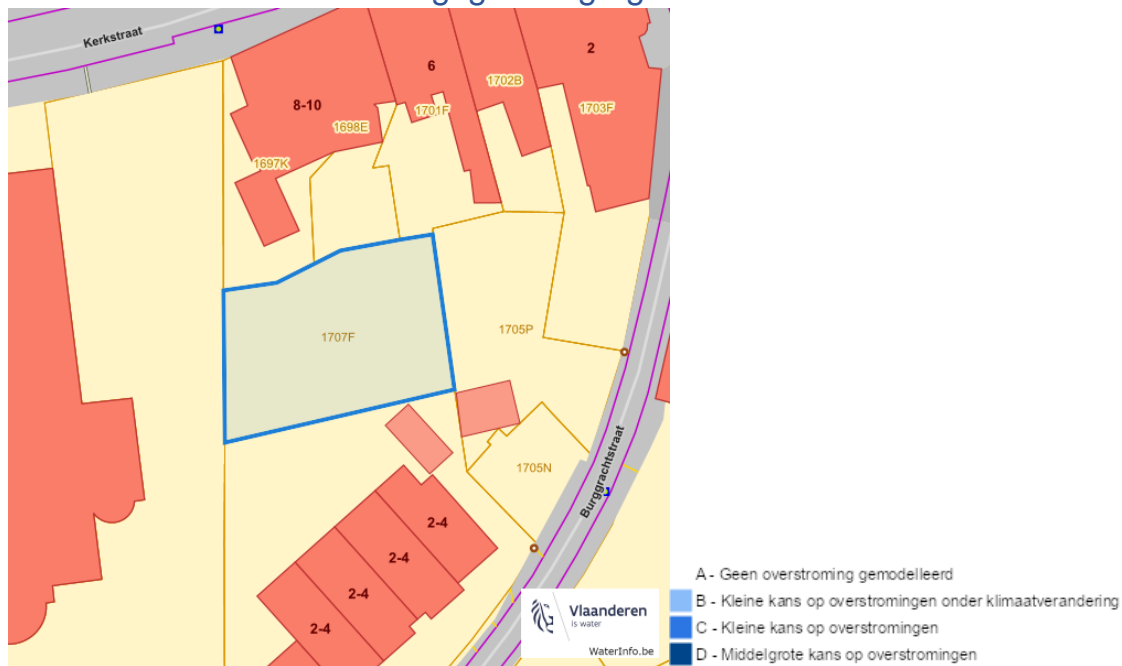 Kerkstraat
2
6
1702B
8-10
1701F
1703F
1698E
1697K
1707F
1705P
1705N
Burggrachtstraat
2-4
2-4
2-4
2-4
Vlaanderen
is water
WaterInfo.be
A - Geen overstroming gemodelleerd
B - Kleine kans op overstromingen onder klimaatverandering
C - Kleine kans op overstromingen
D - Middelgrote kans op overstromingen